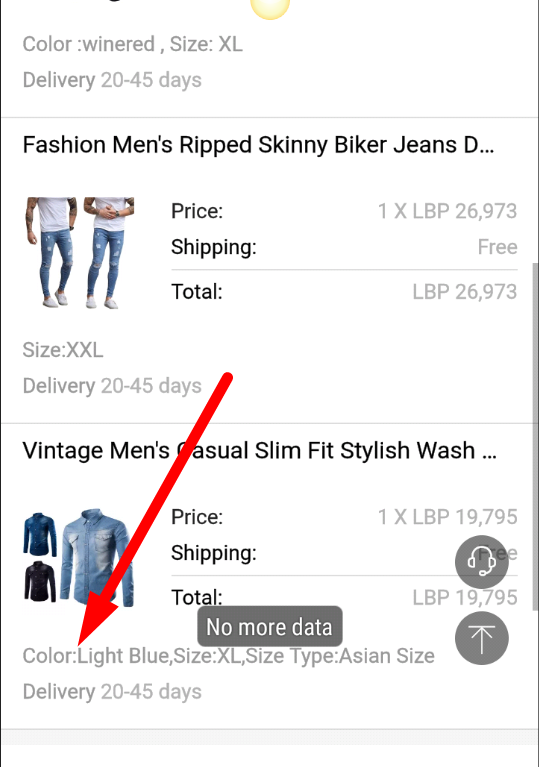 Color :winered , Size: XL
Delivery 20-45 days
Fashion Men's Ripped Skinny Biker Jeans D...
Price: 1 X LBP 26,973
Shipping: Free
Total: LBP 26,973
Size:XXL
Delivery 20-45 days
Vintage Men's Casual Slim Fit Stylish Wash ...
Price: 1 X LBP 19,795
Shipping: Free
Total: LBP 19,795
No more data
Color:Light Blue,Size:XL,Size Type:Asian Size
Delivery 20-45 days